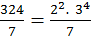 324/7 = 2². 3⁴/7